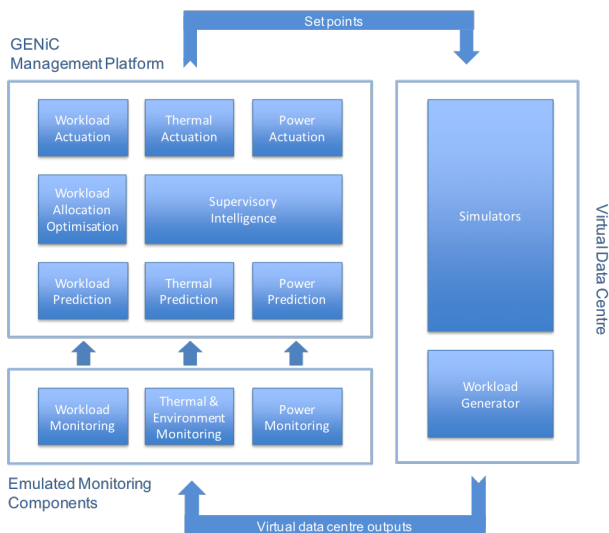 Set points
GENiC
Management Platform
Workload
Actuation
Thermal
Actuation
Power
Actuation
Workload
Allocation
Optimisation
Supervisory
Intelligence
Workload
Prediction
Thermal
Prediction
Power
Prediction
Simulators
Workload
Generator
Virtual Data Centre
Workload
Monitoring
Thermal &
Environment
Monitoring
Power
Monitoring
Emulated Monitoring
Components
Virtual data centre outputs